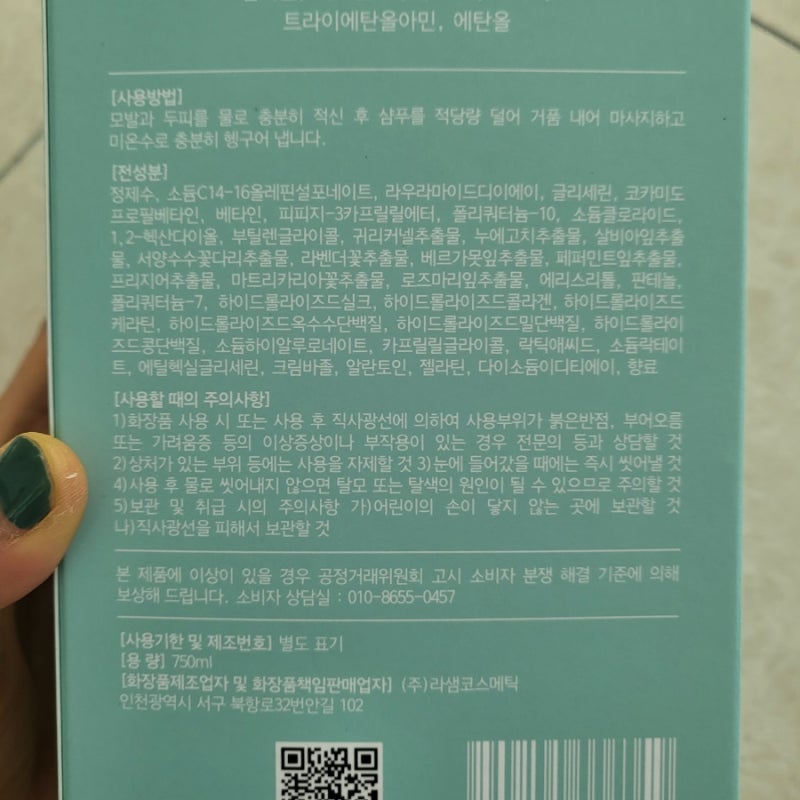 트라이에탄올아민, 에탄올
[사용방법]
모발과 두피를 물로 충분히 적신 후 샴푸를 적당량 덜어 거품 내어 마사지하고
미온수로 충분히 헹구어 냅니다.
[전성분]
정제수, 소듐C14-16올레핀설포네이트, 라우라마이드디이에이, 글리세린, 코카미도
프로필베타인, 베타인, 피피지-3카프릴릴에터, 폴리쿼터늄-10, 소듐클로라이드,
1,2-헥산다이올, 부틸렌글라이콜, 귀리커넬추출물, 누에고치추출물, 살비아잎추출
물, 서양수수꽃다리추출물, 라벤더꽃추출물, 베르가못잎추출물, 페퍼민트잎추출물,
프리지어추출물, 마트리카리아꽃추출물, 로즈마리잎추출물, 에리스리톨, 판테놀,
폴리쿼터늄-7, 하이드롤라이즈드실크, 하이드롤라이즈드콜라겐, 하이드롤라이즈드
케라틴, 하이드롤라이즈드옥수수단백질, 하이드롤라이즈드밀단백질, 하이드롤라이
즈드콩단백질, 소듐하이알루로네이트, 카프릴릴글라이콜, 락틱애씨드, 소듐락테이
트, 에틸헥실글리세린, 크림바졸, 알란토인, 젤라틴, 다이소듐이디티에이, 향료
[사용할 때의 주의사항]
1)화장품 사용 시 또는 사용 후 직사광선에 의하여 사용부위가 붉은반점, 부어오름
또는 가려움증 등의 이상증상이나 부작용이 있는 경우 전문의 등과 상담할 것
2)상처가 있는 부위 등에는 사용을 자제할 것 3)눈에 들어갔을 때에는 즉시 씻어낼 것
4)사용 후 물로 씻어내지 않으면 탈모 또는 탈색의 원인이 될 수 있으므로 주의할 것
5)보관 및 취급 시의 주의사항 가)어린이의 손이 닿지 않는 곳에 보관할 것
나)직사광선을 피해서 보관할 것
본 제품에 이상이 있을 경우 공정거래위원회 고시 소비자 분쟁 해결 기준에 의해
보상해 드립니다. 소비자 상담실 : 010-8655-0457
[사용기한 및 제조번호] 별도 표기
[용 량] 750ml
[화장품제조업자 및 화장품책임판매업자] (주)라샘코스메틱
인천광역시 서구 북항로32번안길 102